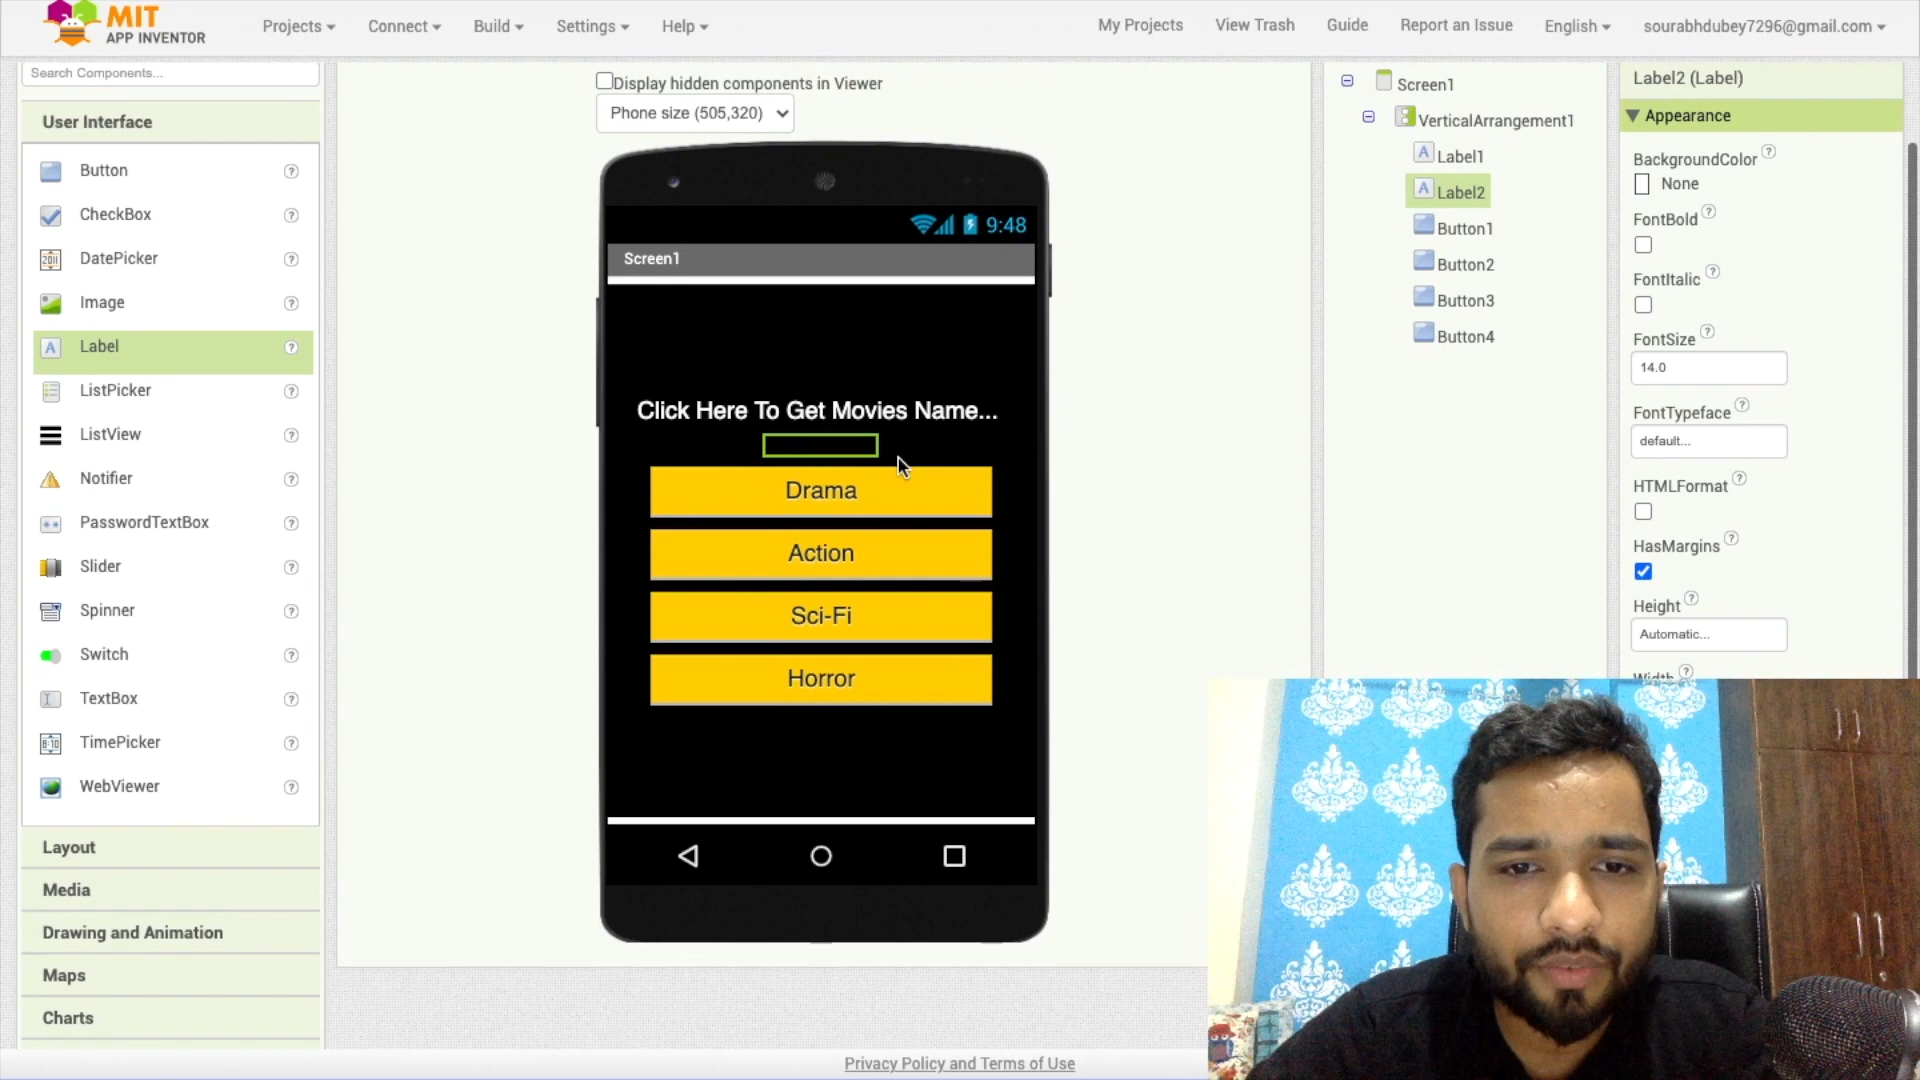 MIT
APP INVENTOR
Projects
Connect
Build
Settings
Help
My Projects
View Trash
Guide
Report an Issue
English
sourabhdubey7296@gmail.com
Search Components...
User Interface
Button
?
CheckBox
?
2011
DatePicker
?
Image
?
A
Label
?
ListPicker
?
ListView
?
Notifier
?
PasswordTextBox
?
Slider
?
Spinner
?
Switch
?
TextBox
?
8:10
TimePicker
?
WebViewer
?
Layout
Media
Drawing and Animation
Maps
Charts
Display hidden components in Viewer
Phone size (505,320)
9:48
Screen1
Click Here To Get Movies Name...
Drama
Action
Sci-Fi
Horror
Screen1
VerticalArrangement1
A Label1
A Label2
Button1
Button2
Button3
Button4
Label2 (Label)
Appearance
BackgroundColor ?
None
FontBold ?
FontItalic ?
FontSize ?
14.0
FontTypeface ?
default...
HTMLFormat ?
HasMargins ?
Height ?
Automatic...
Width ?
Privacy Policy and Terms of Use